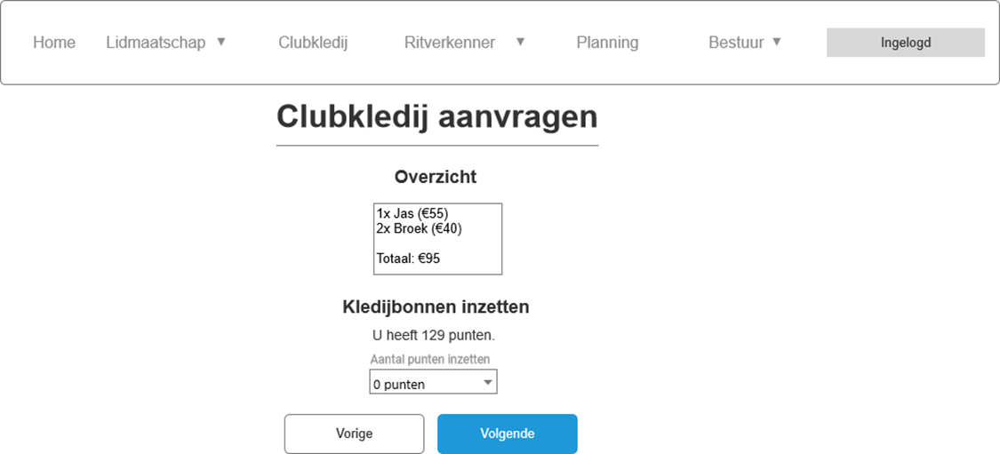 Home Lidmaatschap ▼ Clubkledij Ritverkenner ▼ Planning Bestuur ▼ Ingelogd
Clubkledij aanvragen
Overzicht
1x Jas (€55)
2x Broek (€40)
Totaal: €95
Kledijbonnen inzetten
U heeft 129 punten.
Aantal punten inzetten
0 punten
Vorige Volgende